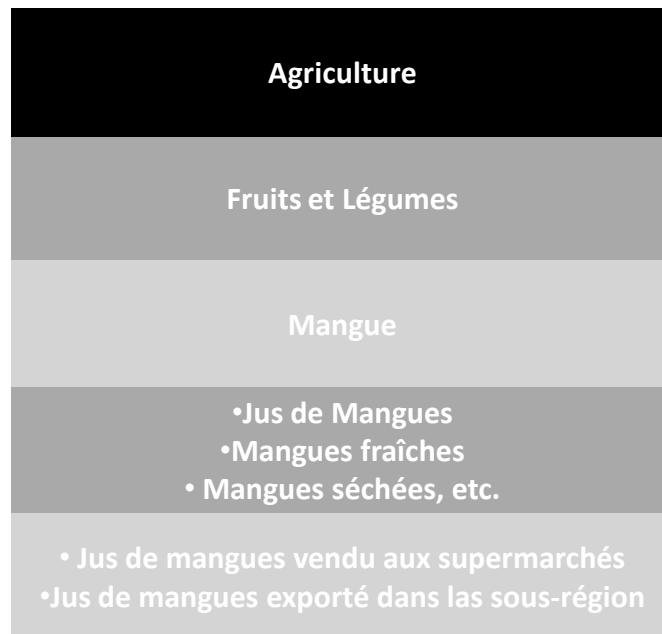 Agriculture
Fruits et Légumes
Mangue
•Jus de Mangues
•Mangues fraîches
• Mangues séchées, etc.
• Jus de mangues vendu aux supermarchés
•Jus de mangues exporté dans las sous-région